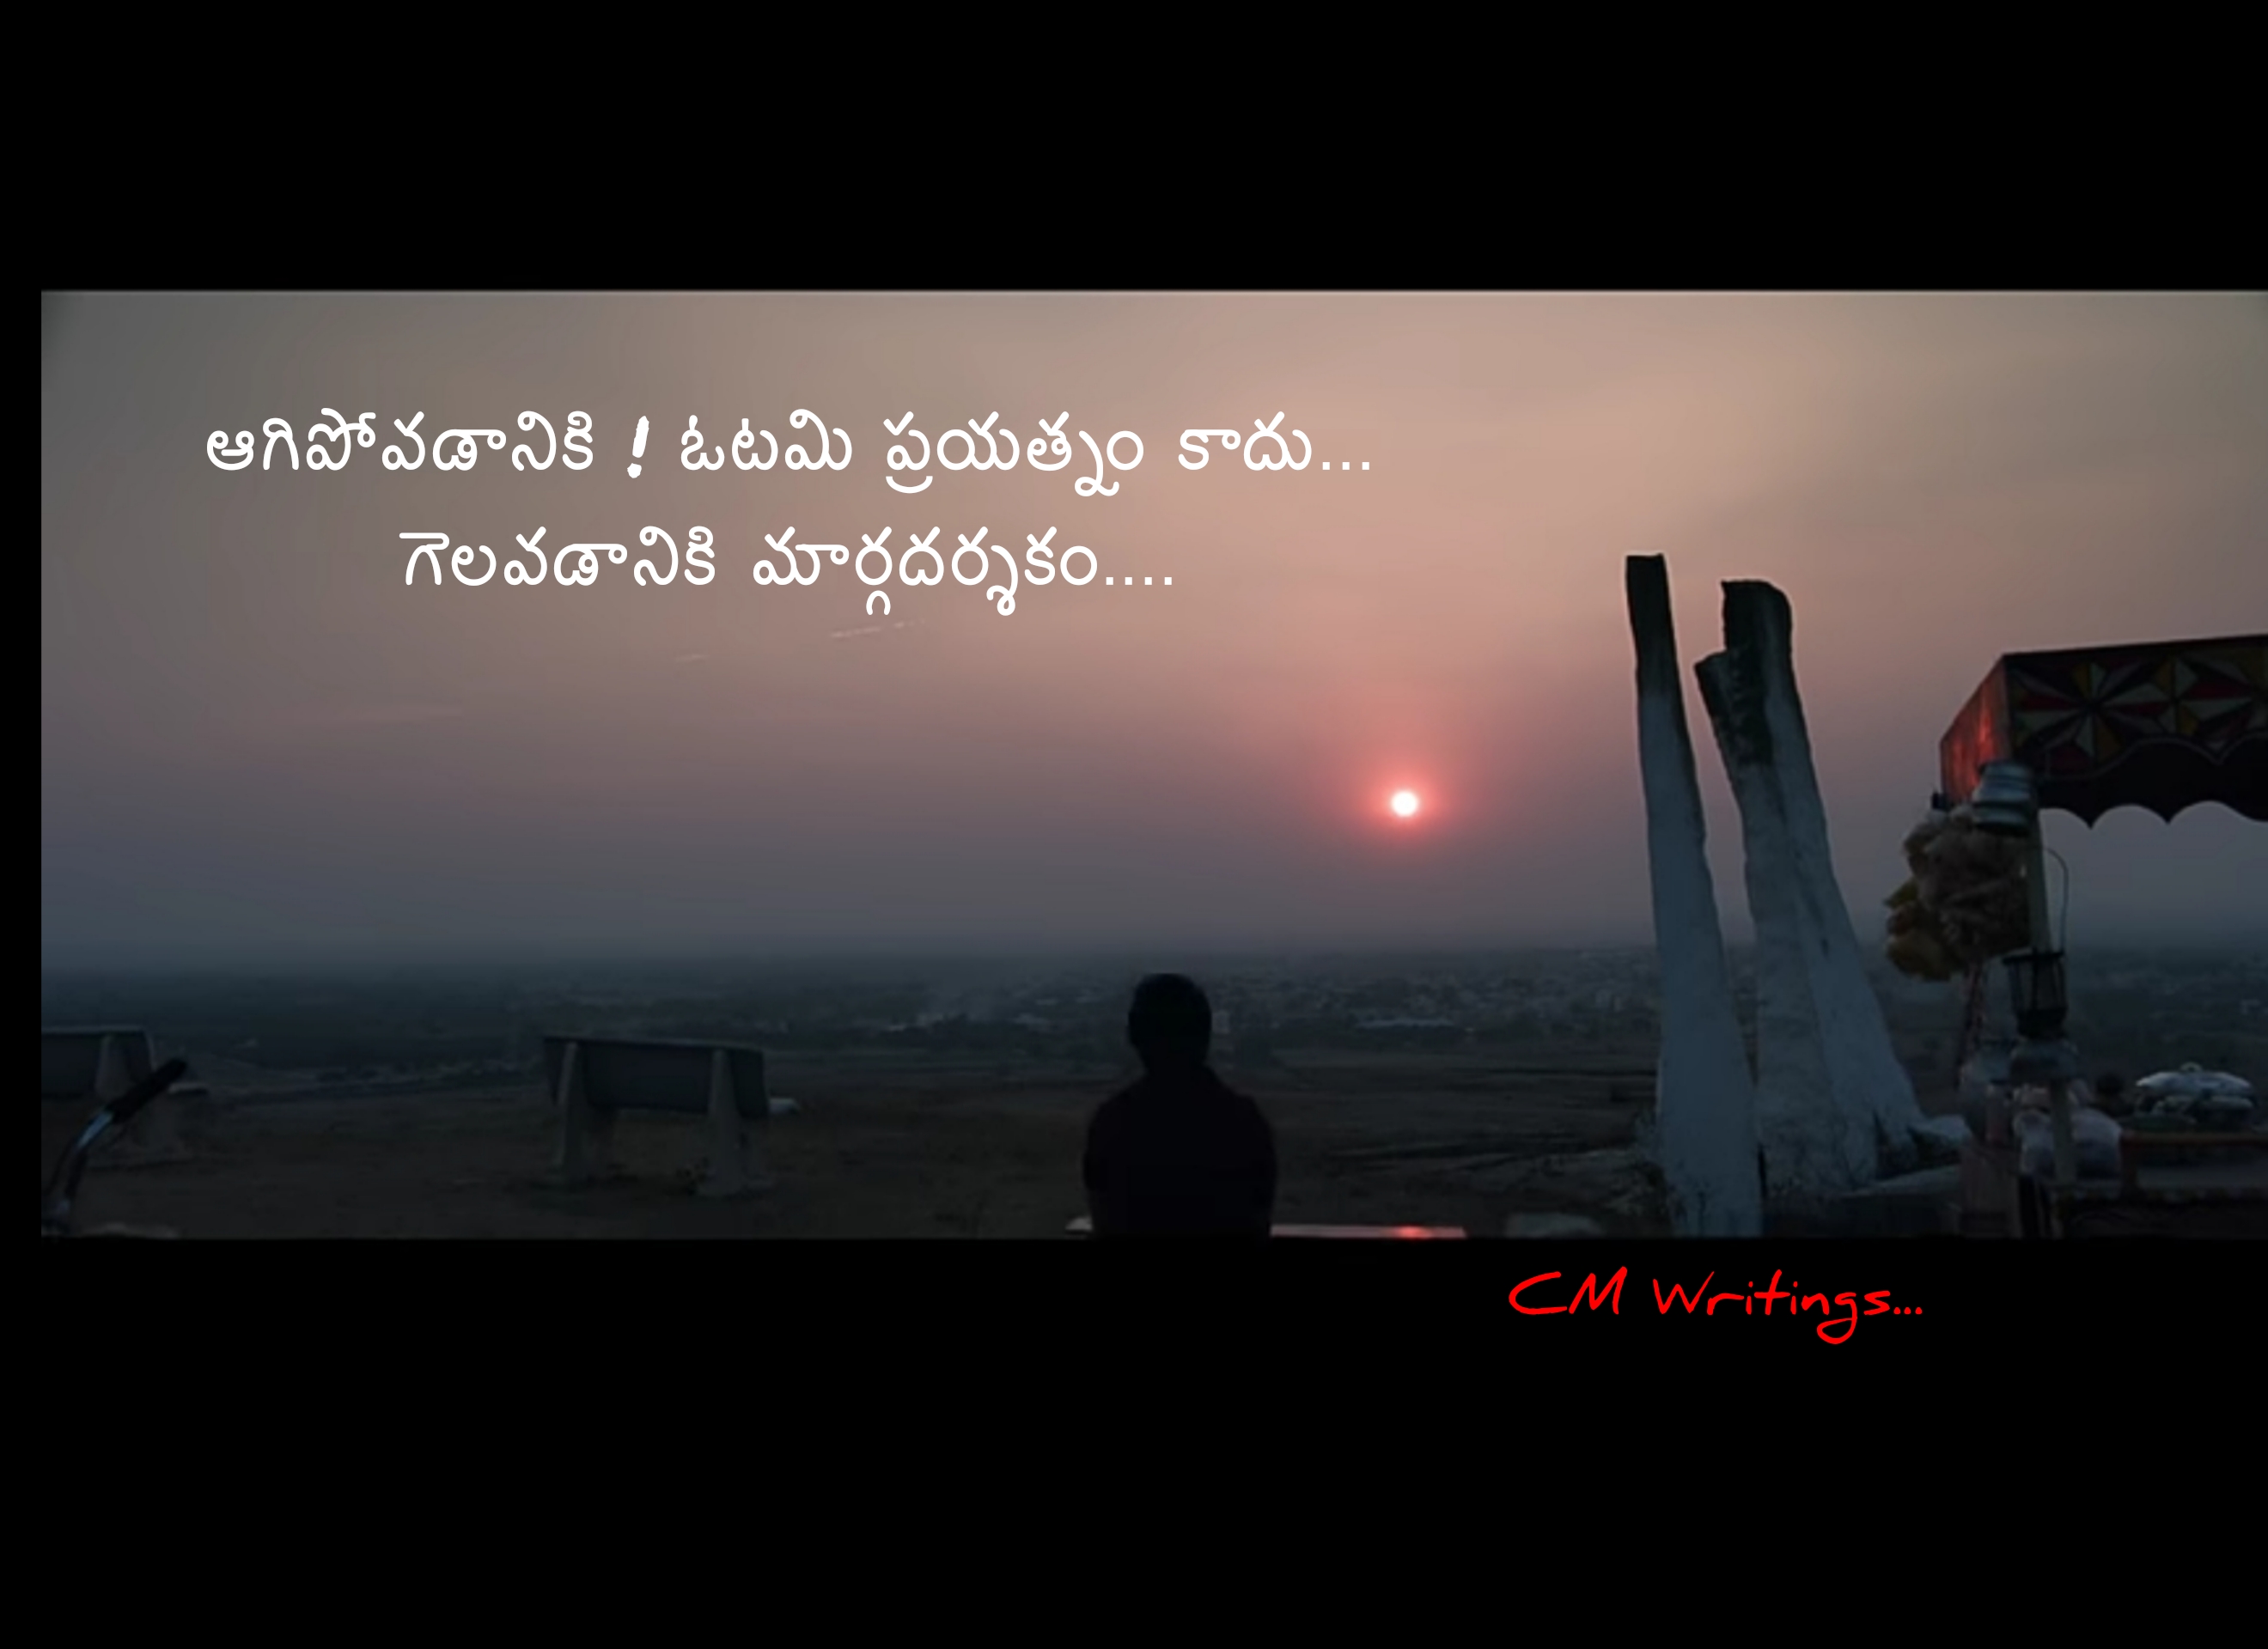 ఆగిపోవడానికి ! ఓటమి ప్రయత్నం కాదు...
గెలవడానికి మార్గదర్శకం....
CM Writings...